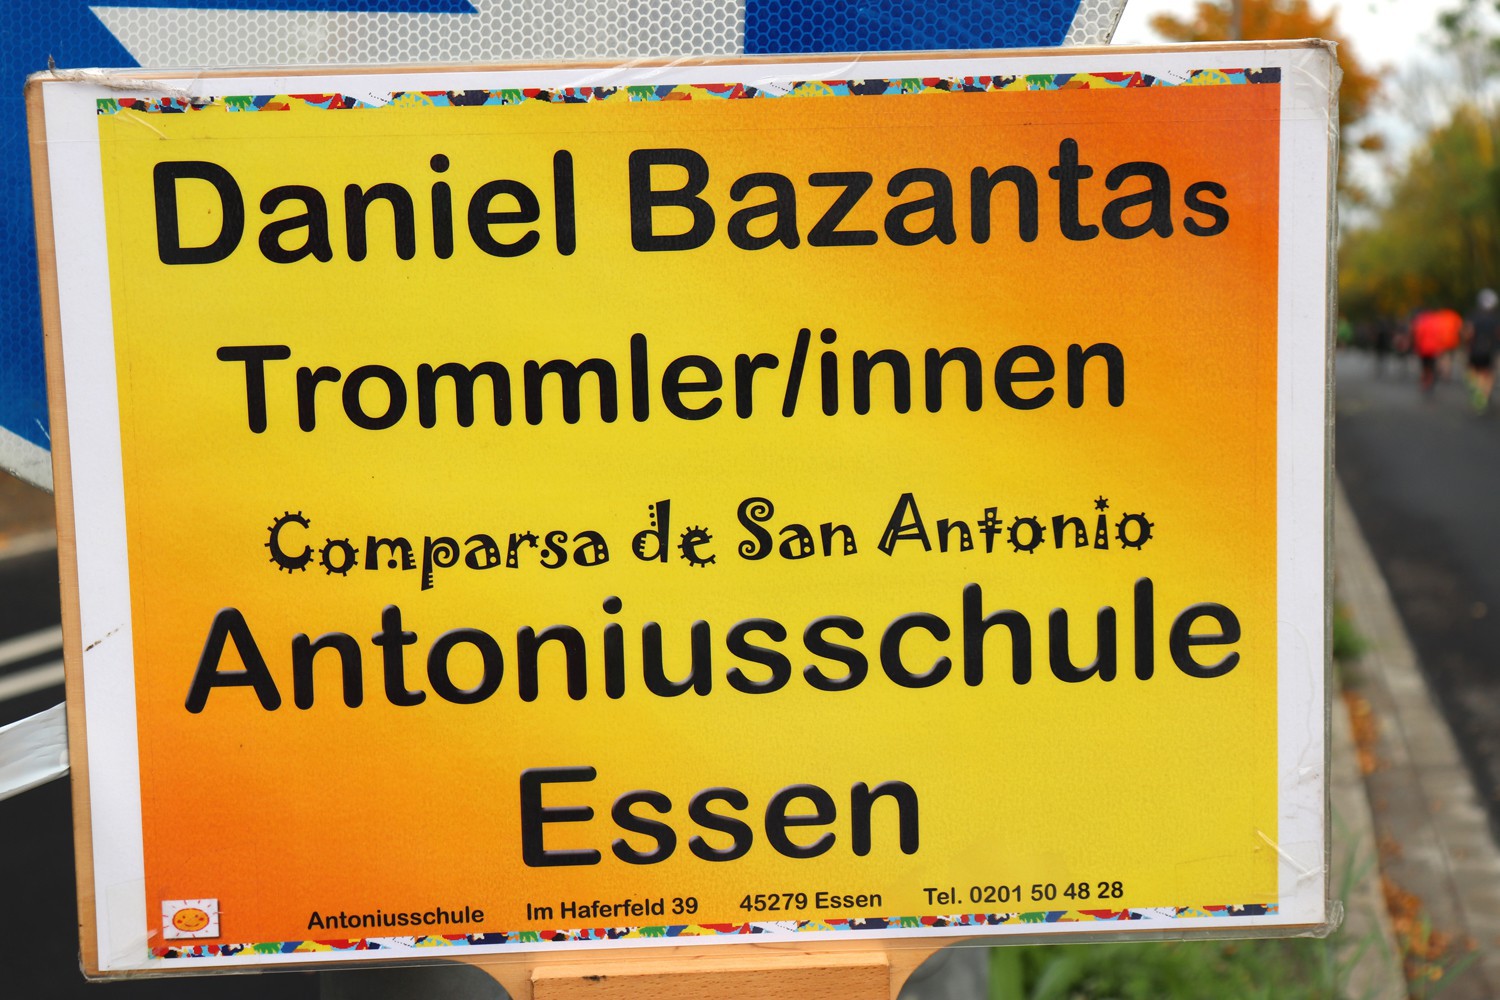 Daniel Bazantas
Trommler/innen
Comparsa de San Antonio
Antoniusschule
Essen
Antoniusschule Im Haferfeld 39 45279 Essen Tel. 0201 50 48 28